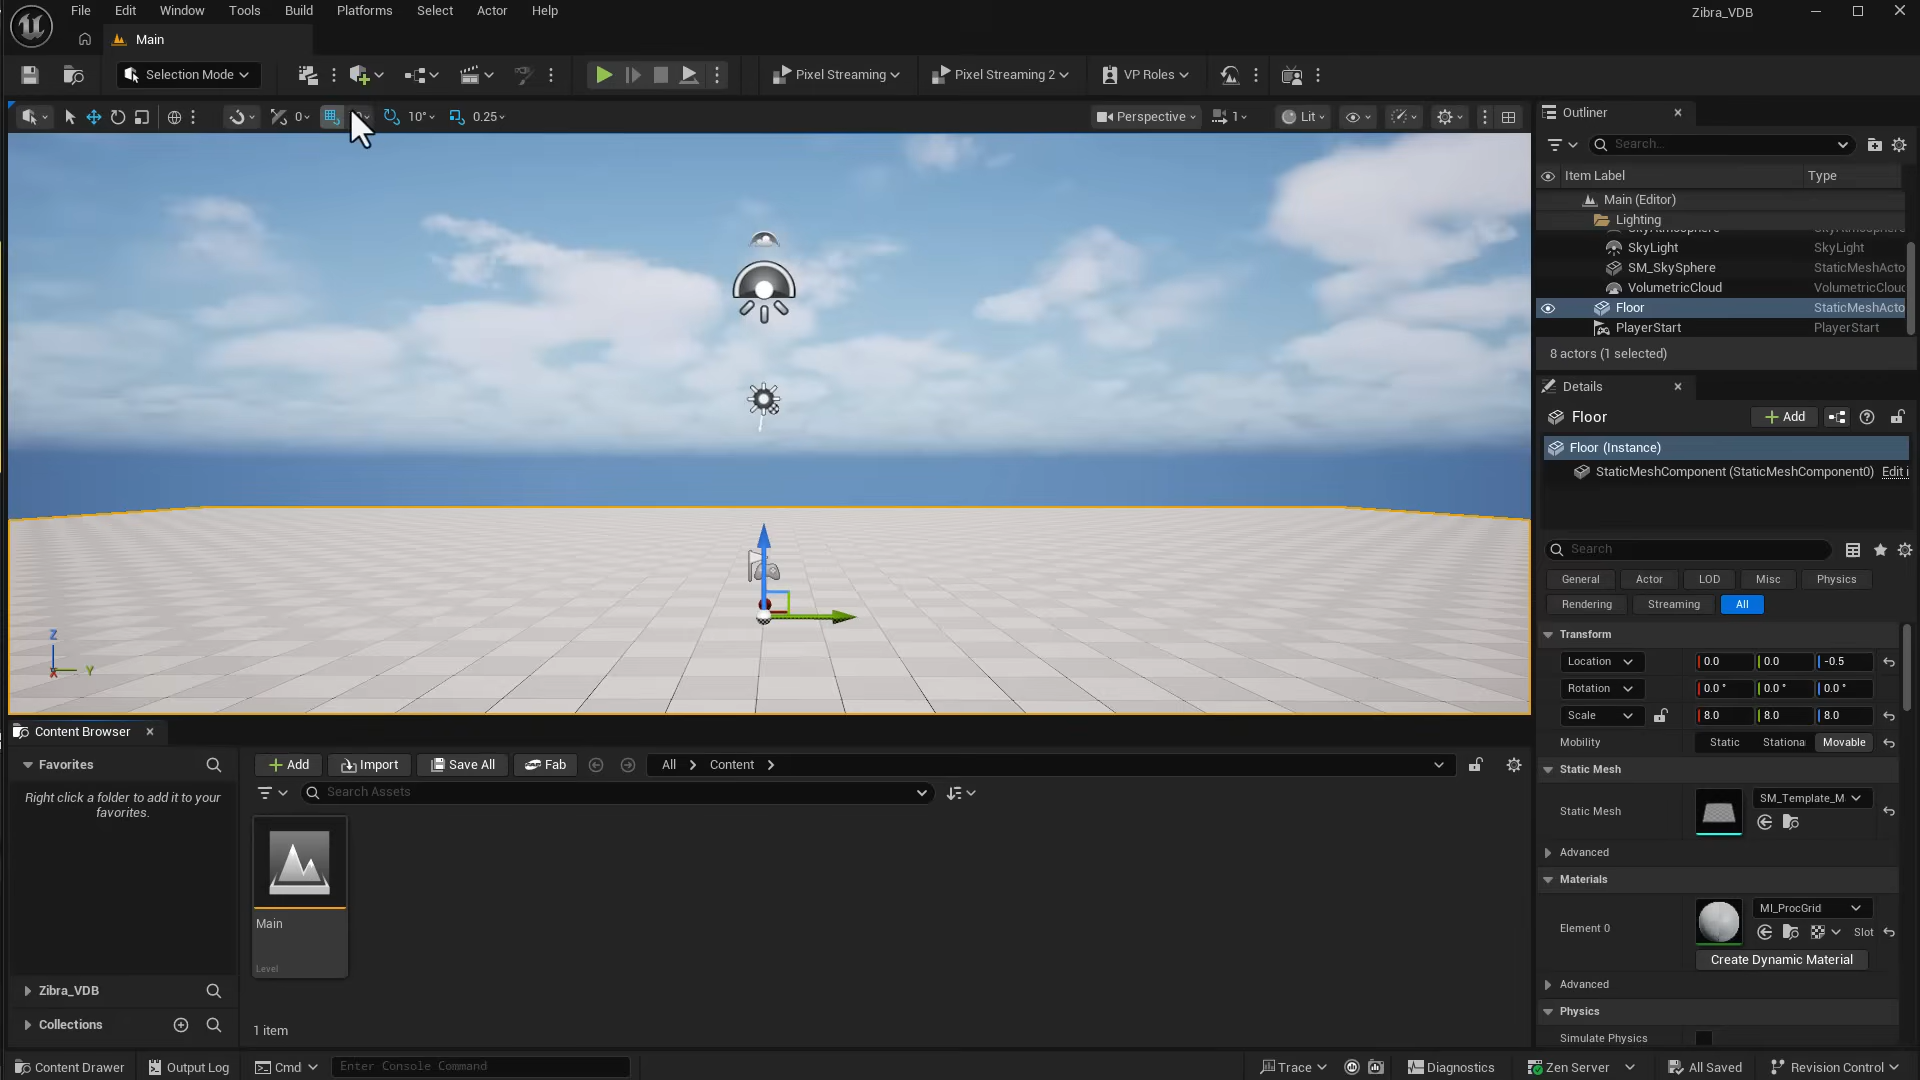 File Edit Window Tools Build Platforms Select Actor Help
Zibra_VDB
Main
Selection Mode
Pixel Streaming
Pixel Streaming 2
VP Roles
0
10°
0.25
Perspective
1
Lit
Z
X
Y
Outliner
Search...
Item Label
Type
Main (Editor)
Lighting
SkyLight SkyLight
SM_SkySphere StaticMeshActo
VolumetricCloud VolumetricCloud
Floor StaticMeshActo
PlayerStart PlayerStart
8 actors (1 selected)
Details
Floor
Add
Floor (Instance)
StaticMeshComponent (StaticMeshComponent0) Edit i
Search
General Actor LOD Misc Physics
Rendering Streaming All
Transform
Location 0.0 0.0 -0.5
Rotation 0.0 ° 0.0 ° 0.0 °
Scale 8.0 8.0 8.0
Mobility Static Stationa Movable
Static Mesh
Static Mesh SM_Template_M
Advanced
Materials
Element 0 MI_ProcGrid
Slot
Create Dynamic Material
Advanced
Physics
Simulate Physics
Content Browser
Favorites
Right click a folder to add it to your
favorites.
Zibra_VDB
Collections
Add Import Save All Fab All Content
Search Assets
Main
Level
1 item
Content Drawer Output Log Cmd Enter Console Command Trace Diagnostics Zen Server All Saved Revision Control